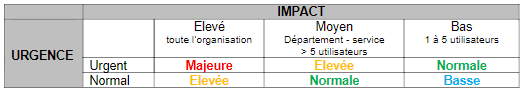 IMPACT
URGENCE
Elevé
toute l'organisation
Moyen
Département - service
> 5 utilisateurs
Bas
1 à 5 utilisateurs
Urgent Majeure Elevée Normale
Normal Elevée Normale Basse